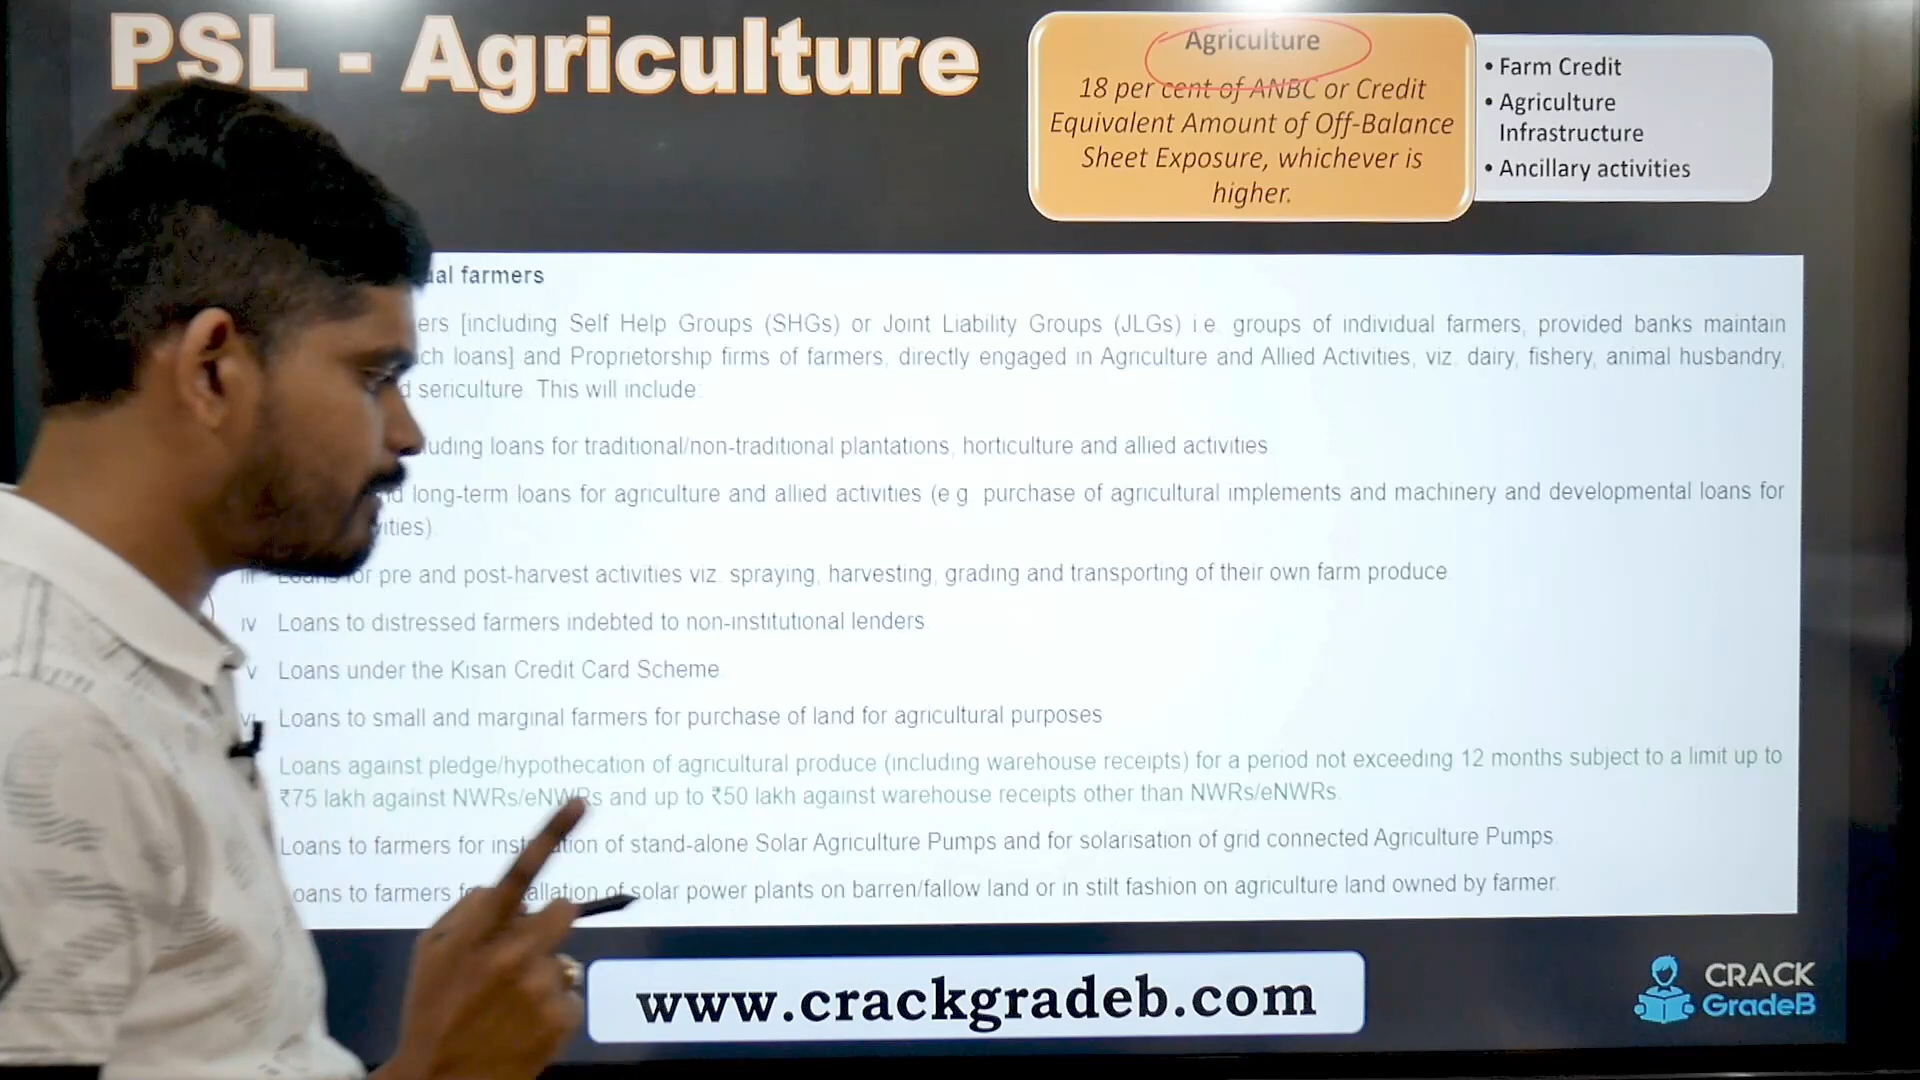 PSL - Agriculture
Agriculture
18 per cent of ANBC or Credit
Equivalent Amount of Off-Balance
Sheet Exposure, whichever is
higher.
• Farm Credit
• Agriculture
Infrastructure
• Ancillary activities
farmers
[including Self Help Groups (SHGs) or Joint Liability Groups (JLGs) i.e. groups of individual farmers, provided banks maintain
loans] and Proprietorship firms of farmers, directly engaged in Agriculture and Allied Activities, viz. dairy, fishery, animal husbandry,
sericulture. This will include:
loans for traditional/non-traditional plantations, horticulture and allied activities.
long-term loans for agriculture and allied activities (e.g. purchase of agricultural implements and machinery and developmental loans for
iii. Loans for pre and post-harvest activities viz. spraying, harvesting, grading and transporting of their own farm produce.
iv. Loans to distressed farmers indebted to non-institutional lenders.
v. Loans under the Kisan Credit Card Scheme.
vi. Loans to small and marginal farmers for purchase of land for agricultural purposes.
Loans against pledge/hypothecation of agricultural produce (including warehouse receipts) for a period not exceeding 12 months subject to a limit up to
₹75 lakh against NWRs/eNWRs and up to ₹50 lakh against warehouse receipts other than NWRs/eNWRs.
Loans to farmers for installation of stand-alone Solar Agriculture Pumps and for solarisation of grid connected Agriculture Pumps.
Loans to farmers for installation of solar power plants on barren/fallow land or in stilt fashion on agriculture land owned by farmer.
www.crackgradeb.com
CRACK
GradeB